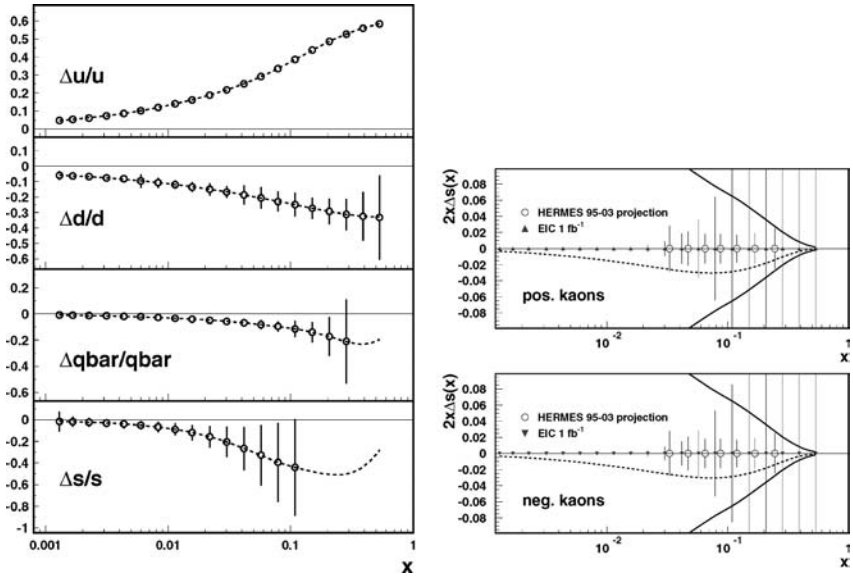 0.6
0.5
0.4
0.3
0.2
0.1
0
Δu/u
0.1
0
-0.1
-0.2
-0.3
-0.4
-0.5
-0.6
Δd/d
0.2
0
-0.2
-0.4
-0.6
Δqbar/qbar
0
-0.2
-0.4
-0.6
-0.8
-1
Δs/s
0.001 0.01 0.1 1
x
2xΔs(x)
0.08
0.06
0.04
0.02
0
-0.02
-0.04
-0.06
-0.08
HERMES 95-03 projection
EIC 1 fb⁻¹
pos. kaons
10⁻² 10⁻¹ 1
x
2xΔs(x)
0.08
0.06
0.04
0.02
0
-0.02
-0.04
-0.06
-0.08
HERMES 95-03 projection
EIC 1 fb⁻¹
neg. kaons
10⁻² 10⁻¹ 1
x